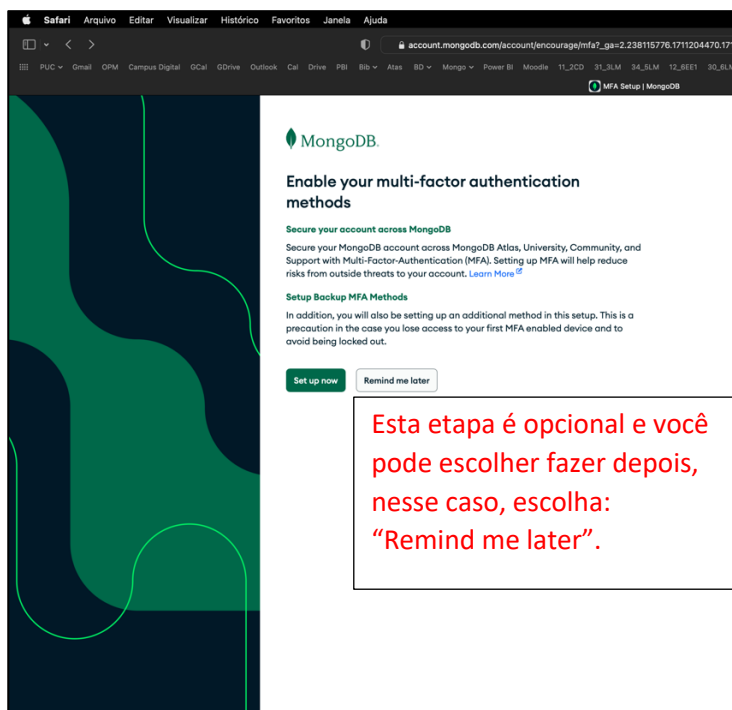 Safari Arquivo Editar Visualizar Histórico Favoritos Janela Ajuda
account.mongodb.com/account/encourage/mfa?_ga=2.238115776.1711204470.17
PUC Gmail OPM Campus Digital GCal GDrive Outlook Cal Drive PBI Bib Atas BD Mongo Power BI Moodle 11_2CD 31_3LM 34_5LM 12_6EE1 30_6LM
MFA Setup | MongoDB
MongoDB.
Enable your multi-factor authentication
methods
Secure your account across MongoDB
Secure your MongoDB account across MongoDB Atlas, University, Community, and
Support with Multi-Factor-Authentication (MFA). Setting up MFA will help reduce
risks from outside threats to your account. Learn More
Setup Backup MFA Methods
In addition, you will also be setting up an additional method in this setup. This is a
precaution in the case you lose access to your first MFA enabled device and to
avoid being locked out.
Set up now Remind me later
Esta etapa é opcional e você
pode escolher fazer depois,
nesse caso, escolha:
“Remind me later”.